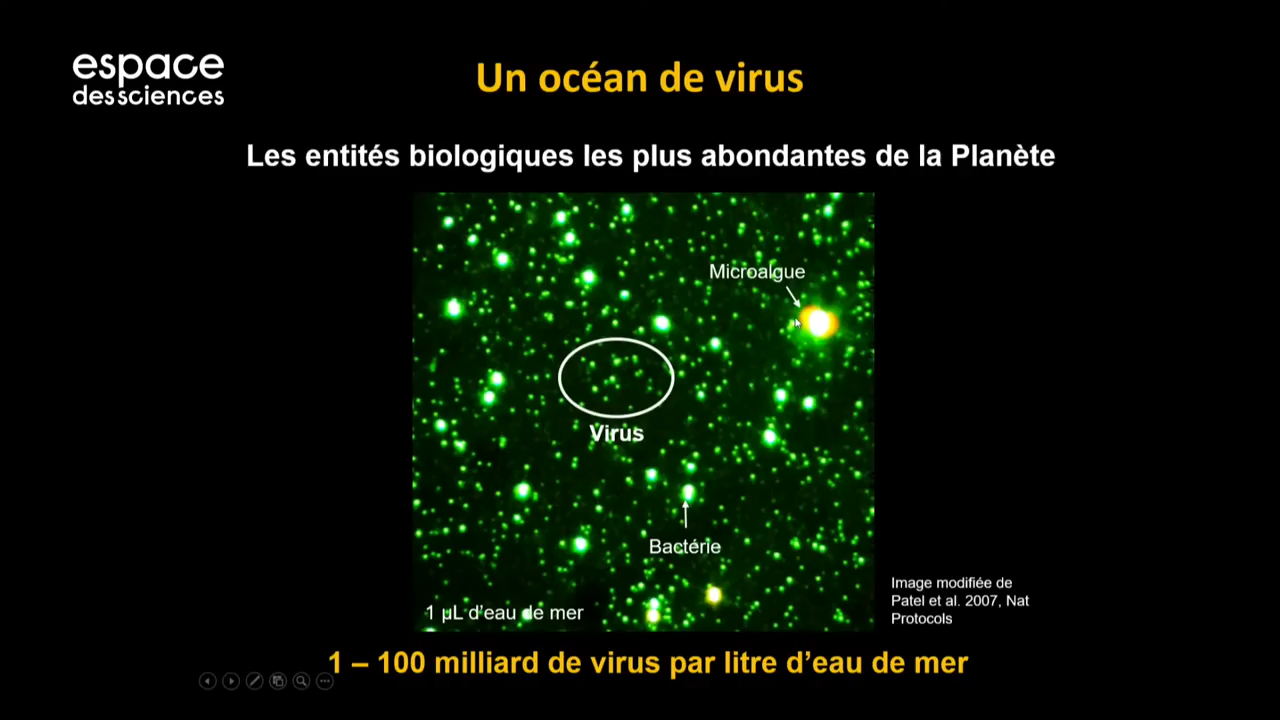 espace
des sciences
Un océan de virus
Les entités biologiques les plus abondantes de la Planète
Microalgue
Virus
Bactérie
1 µL d'eau de mer
Image modifiée de
Patel et al. 2007, Nat
Protocols
1 – 100 milliard de virus par litre d'eau de mer